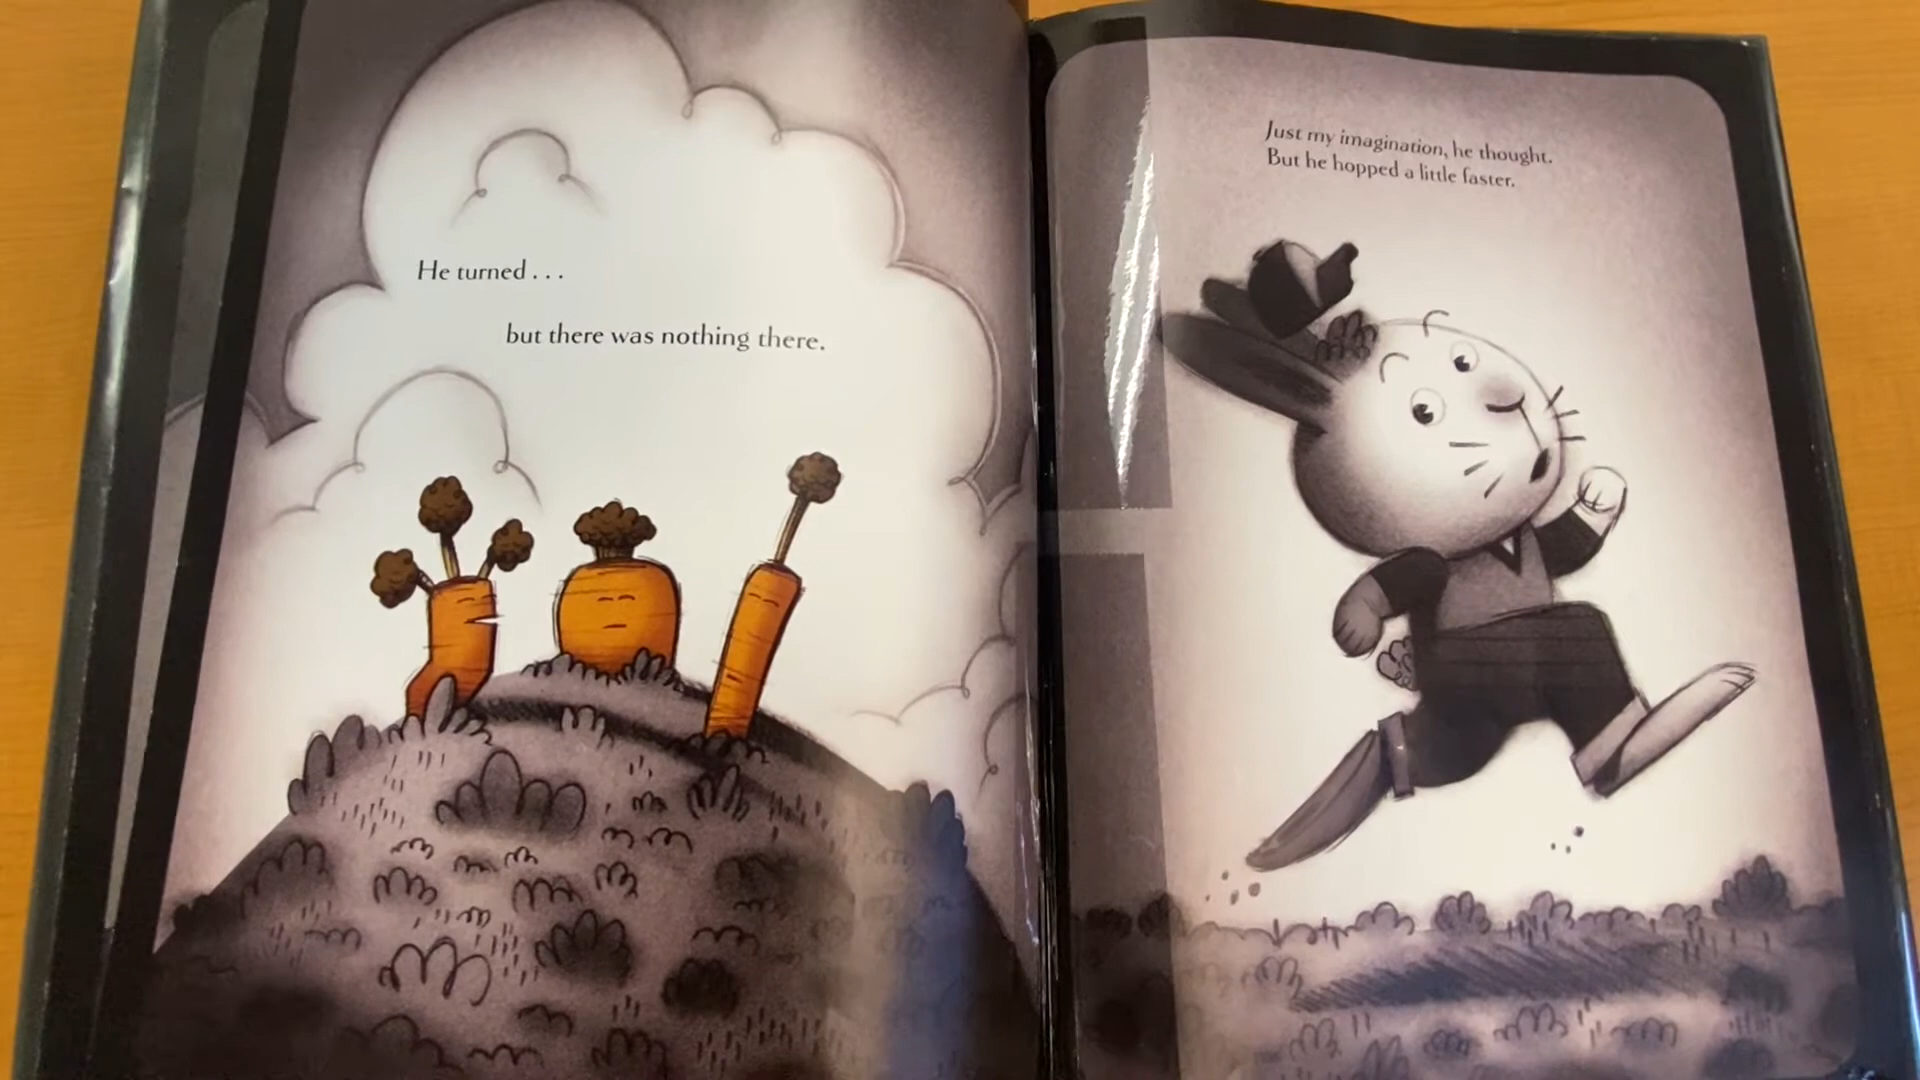 He turned . . .
but there was nothing there.
Just my imagination, he thought.
But he hopped a little faster.